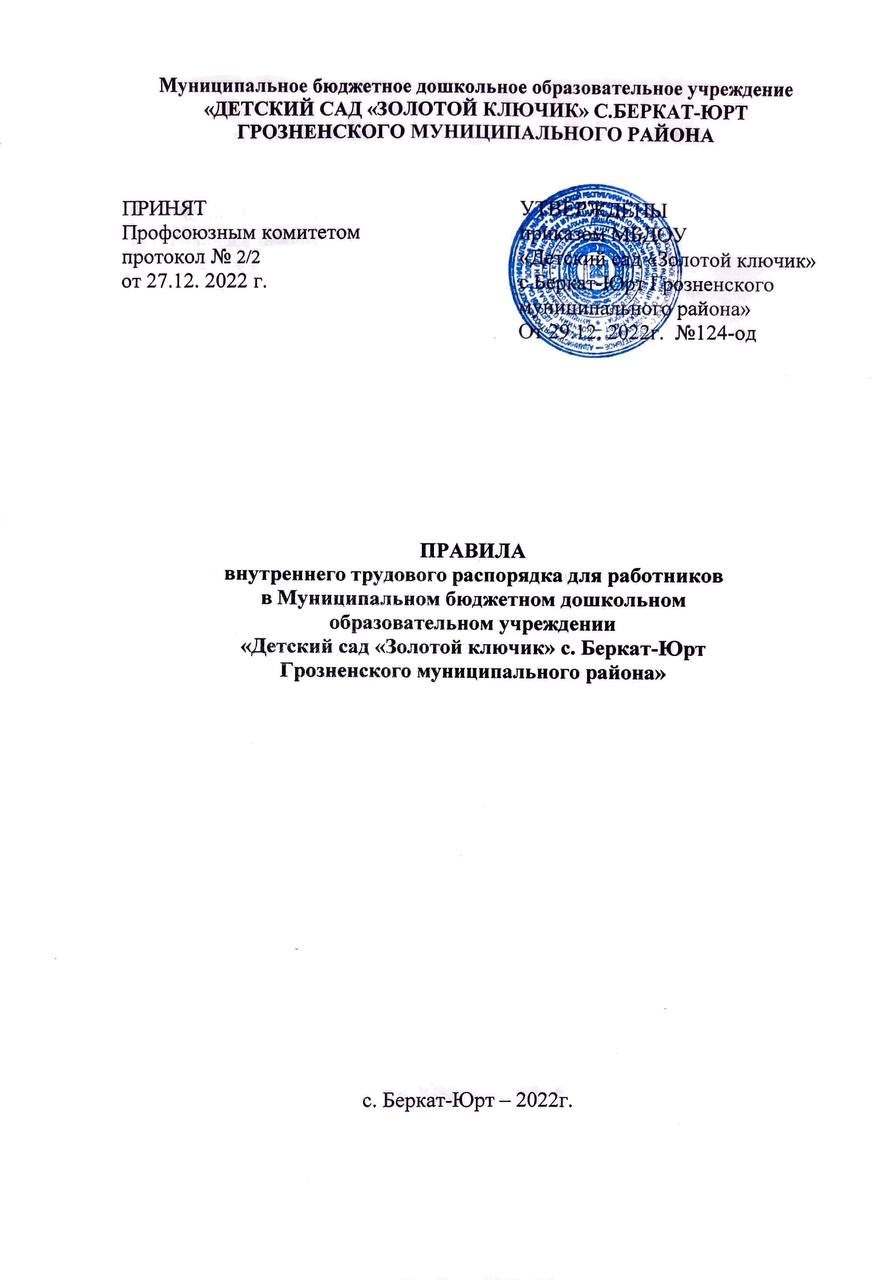 Муниципальное бюджетное дошкольное образовательное учреждение
«ДЕТСКИЙ САД «ЗОЛОТОЙ КЛЮЧИК» С.БЕРКАТ-ЮРТ
ГРОЗНЕНСКОГО МУНИЦИПАЛЬНОГО РАЙОНА
ПРИНЯТ
Профсоюзным комитетом
протокол № 2/2
от 27.12. 2022 г.
УТВЕРЖДЕНЫ
приказом МБДОУ
«Детский сад «Золотой ключик»
с.Беркат-Юрт Грозненского
муниципального района»
От 29.12. 2022г. №124-од
ПРАВИЛА
внутреннего трудового распорядка для работников
в Муниципальном бюджетном дошкольном
образовательном учреждении
«Детский сад «Золотой ключик» с. Беркат-Юрт
Грозненского муниципального района»
с. Беркат-Юрт – 2022г.